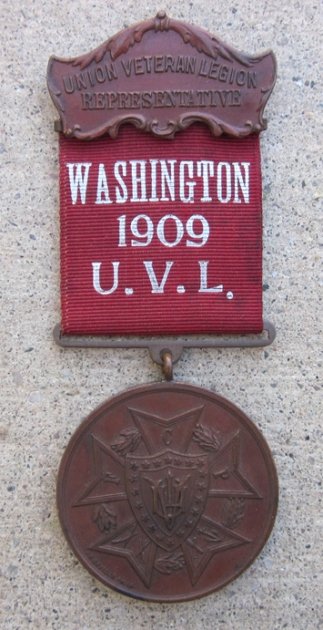 UNION VETERAN LEGION
REPRESENTATIVE
WASHINGTON
1909
U.V.L.